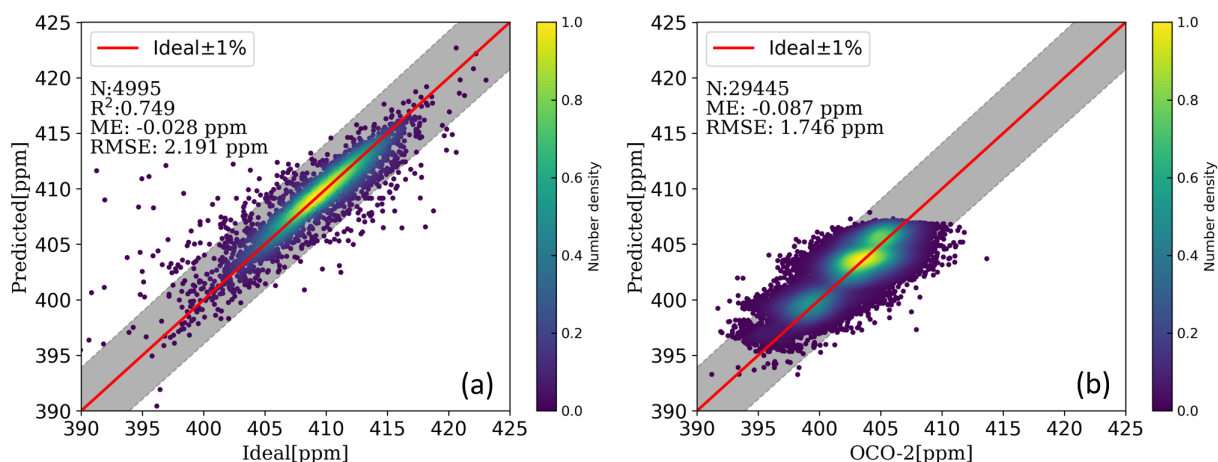 425
420
415
410
405
400
395
390
Predicted[ppm]
Ideal±1%
N:4995
R²:0.749
ME: -0.028 ppm
RMSE: 2.191 ppm
(a)
390 395 400 405 410 415 420 425
Ideal[ppm]
1.0
0.8
0.6
0.4
0.2
0.0
Number density
425
420
415
410
405
400
395
390
Predicted[ppm]
Ideal±1%
N:29445
ME: -0.087 ppm
RMSE: 1.746 ppm
(b)
390 395 400 405 410 415 420 425
OCO-2[ppm]
1.0
0.8
0.6
0.4
0.2
0.0
Number density